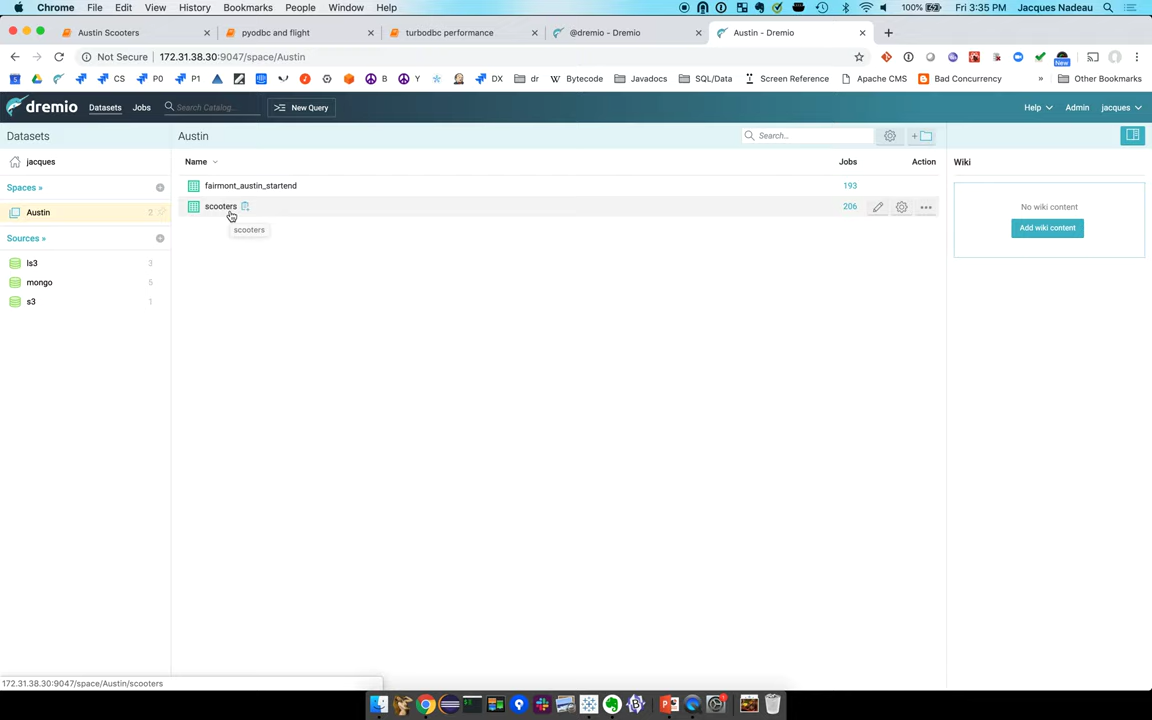 Chrome File Edit View History Bookmarks People Window Help 100% Fri 3:35 PM Jacques Nadeau
Austin Scooters pyodbc and flight turbodbc performance @dremio - Dremio Austin - Dremio
Not Secure 172.31.38.30:9047/space/Austin
CS P0 P1 B Y DX dr Bytecode Javadocs SQL/Data Screen Reference Apache CMS Bad Concurrency » Other Bookmarks
New
dremio Datasets Jobs Search Catalog... New Query Help Admin jacques
Datasets
Austin
Search...
jacques
Name
Jobs
Action
Wiki
Spaces »
fairmont_austin_startend
193
No wiki content
Austin
2
scooters
206
Add wiki content
scooters
Sources »
ls3
3
mongo
5
s3
1
172.31.38.30:9047/space/Austin/scooters